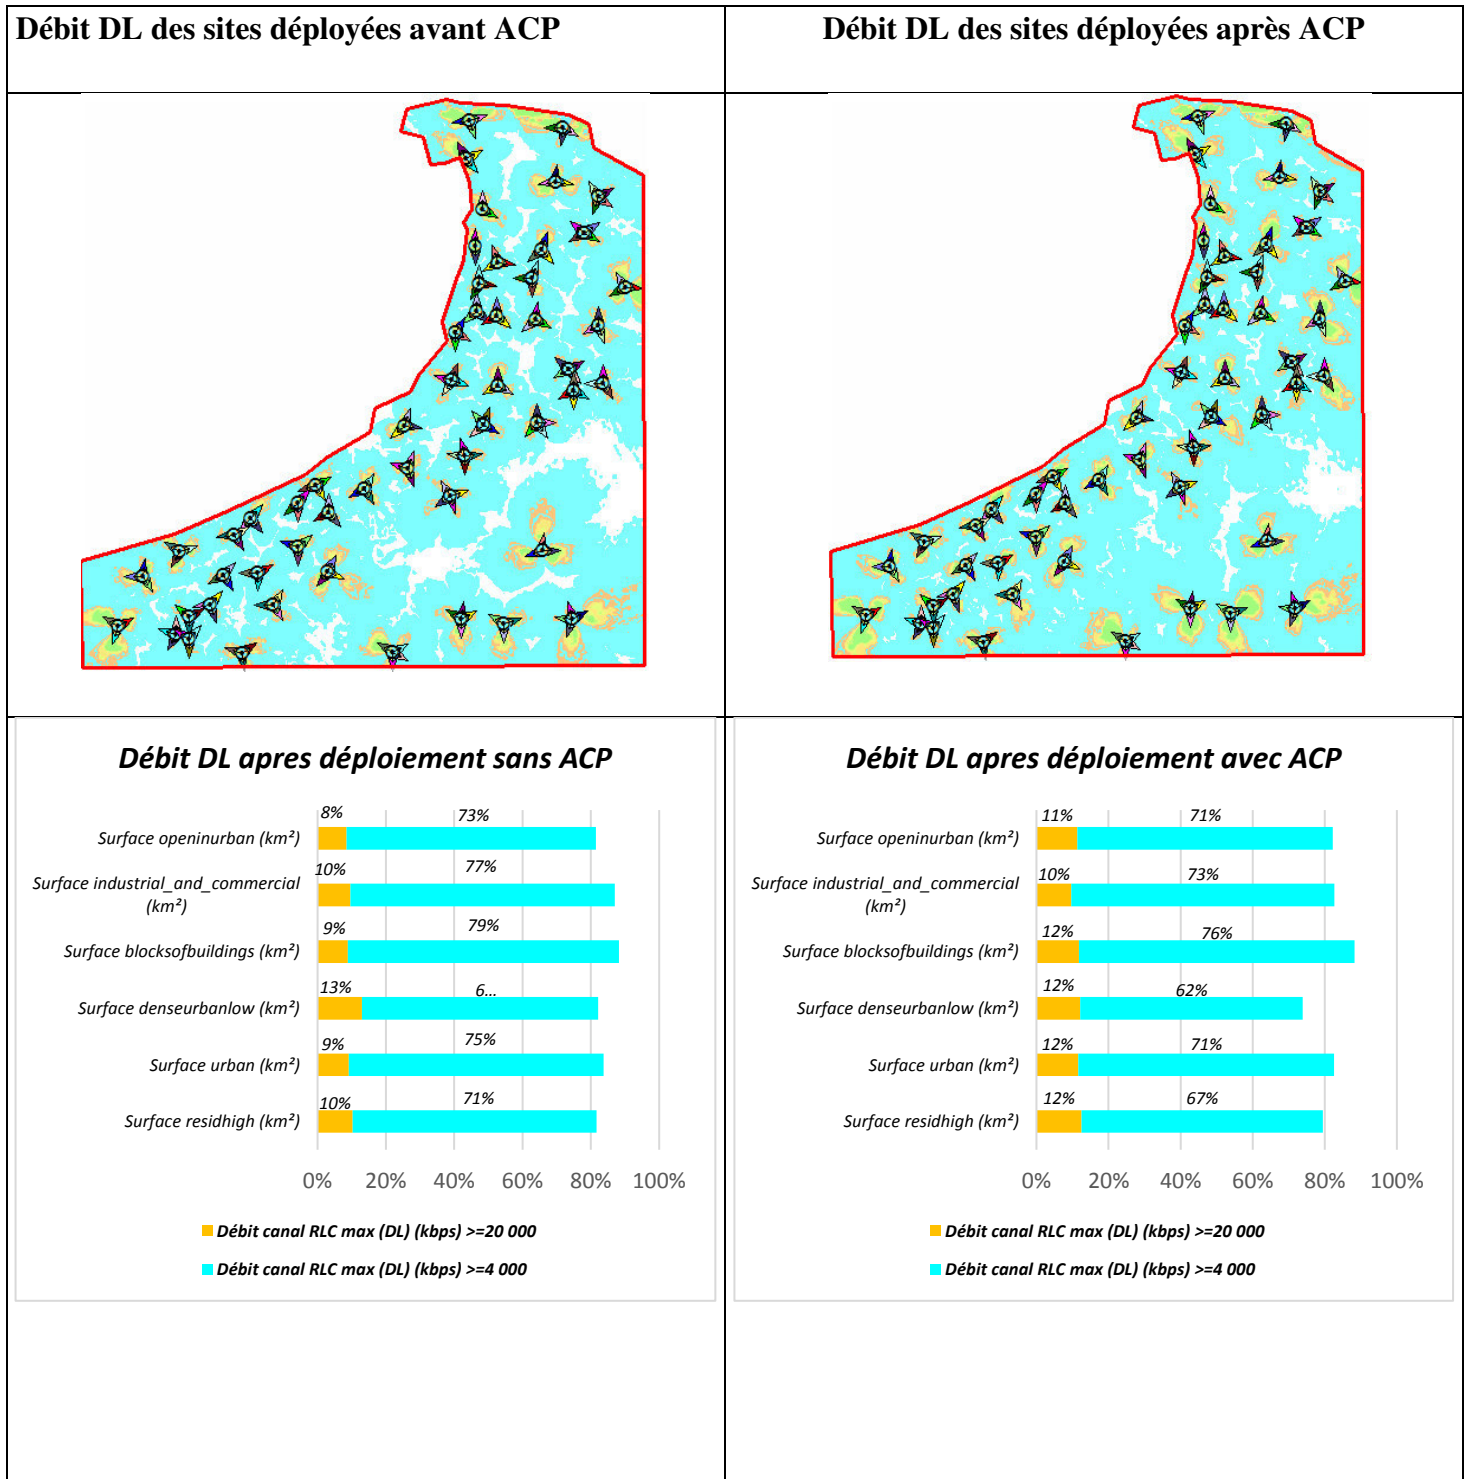 Débit DL des sites déployées avant ACP
Débit DL des sites déployées après ACP
Débit DL apres déploiement sans ACP
8%
73%
Surface openinurban (km²)
10%
77%
Surface industrial_and_commercial
(km²)
9%
79%
Surface blocksofbuildings (km²)
13%
6...
Surface denseurbanlow (km²)
9%
75%
Surface urban (km²)
10%
71%
Surface residhigh (km²)
0% 20% 40% 60% 80% 100%
Débit canal RLC max (DL) (kbps) >=20 000
Débit canal RLC max (DL) (kbps) >=4 000
Débit DL apres déploiement avec ACP
11%
71%
Surface openinurban (km²)
10%
73%
Surface industrial_and_commercial
(km²)
12%
76%
Surface blocksofbuildings (km²)
12%
62%
Surface denseurbanlow (km²)
12%
71%
Surface urban (km²)
12%
67%
Surface residhigh (km²)
0% 20% 40% 60% 80% 100%
Débit canal RLC max (DL) (kbps) >=20 000
Débit canal RLC max (DL) (kbps) >=4 000